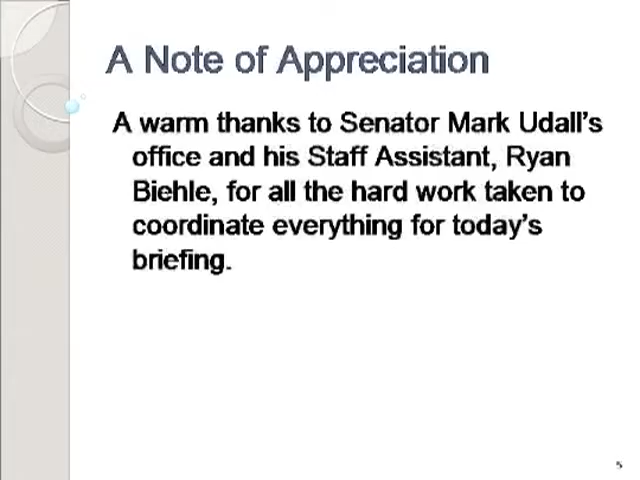 A Note of Appreciation
A warm thanks to Senator Mark Udall's
office and his Staff Assistant, Ryan
Biehle, for all the hard work taken to
coordinate everything for today's
briefing.
5